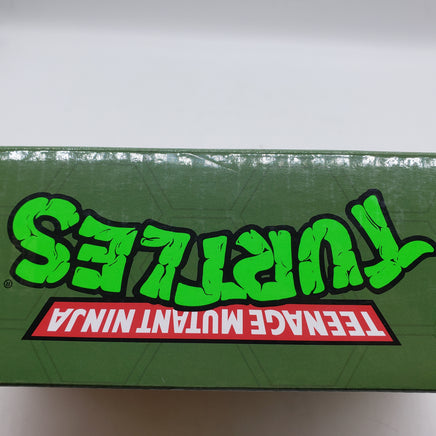 TEENAGE MUTANT NINJA
TURTLES
®